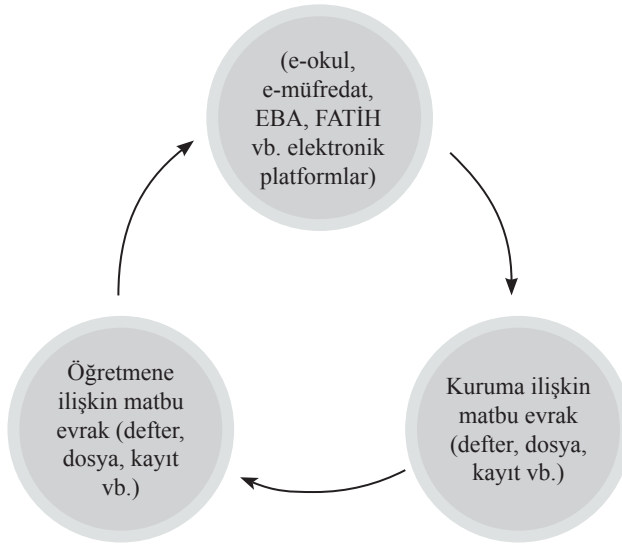 (e-okul,
e-müfredat,
EBA, FATİH
vb. elektronik
platformlar)
Öğretmene
ilişkin matbu
evrak (defter,
dosya, kayıt
vb.)
Kuruma ilişkin
matbu evrak
(defter, dosya,
kayıt vb.)